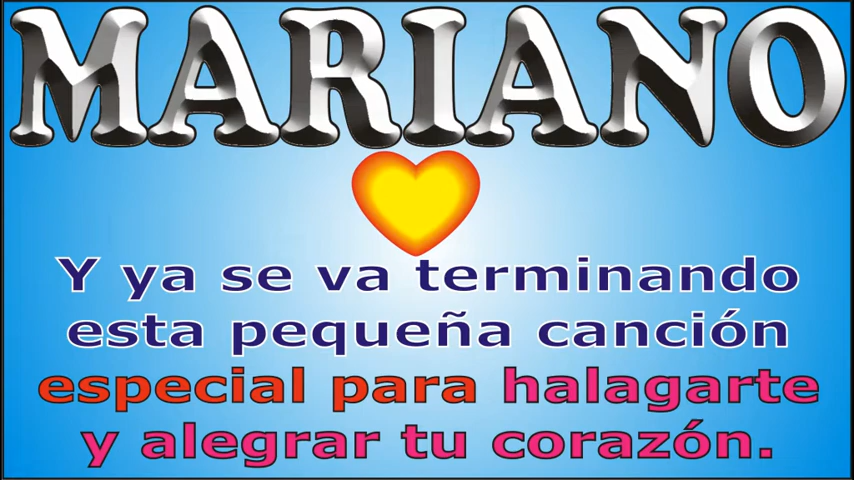 MARIANO
Y ya se va terminando
esta pequeña canción
especial para halagarte
y alegrar tu corazón.